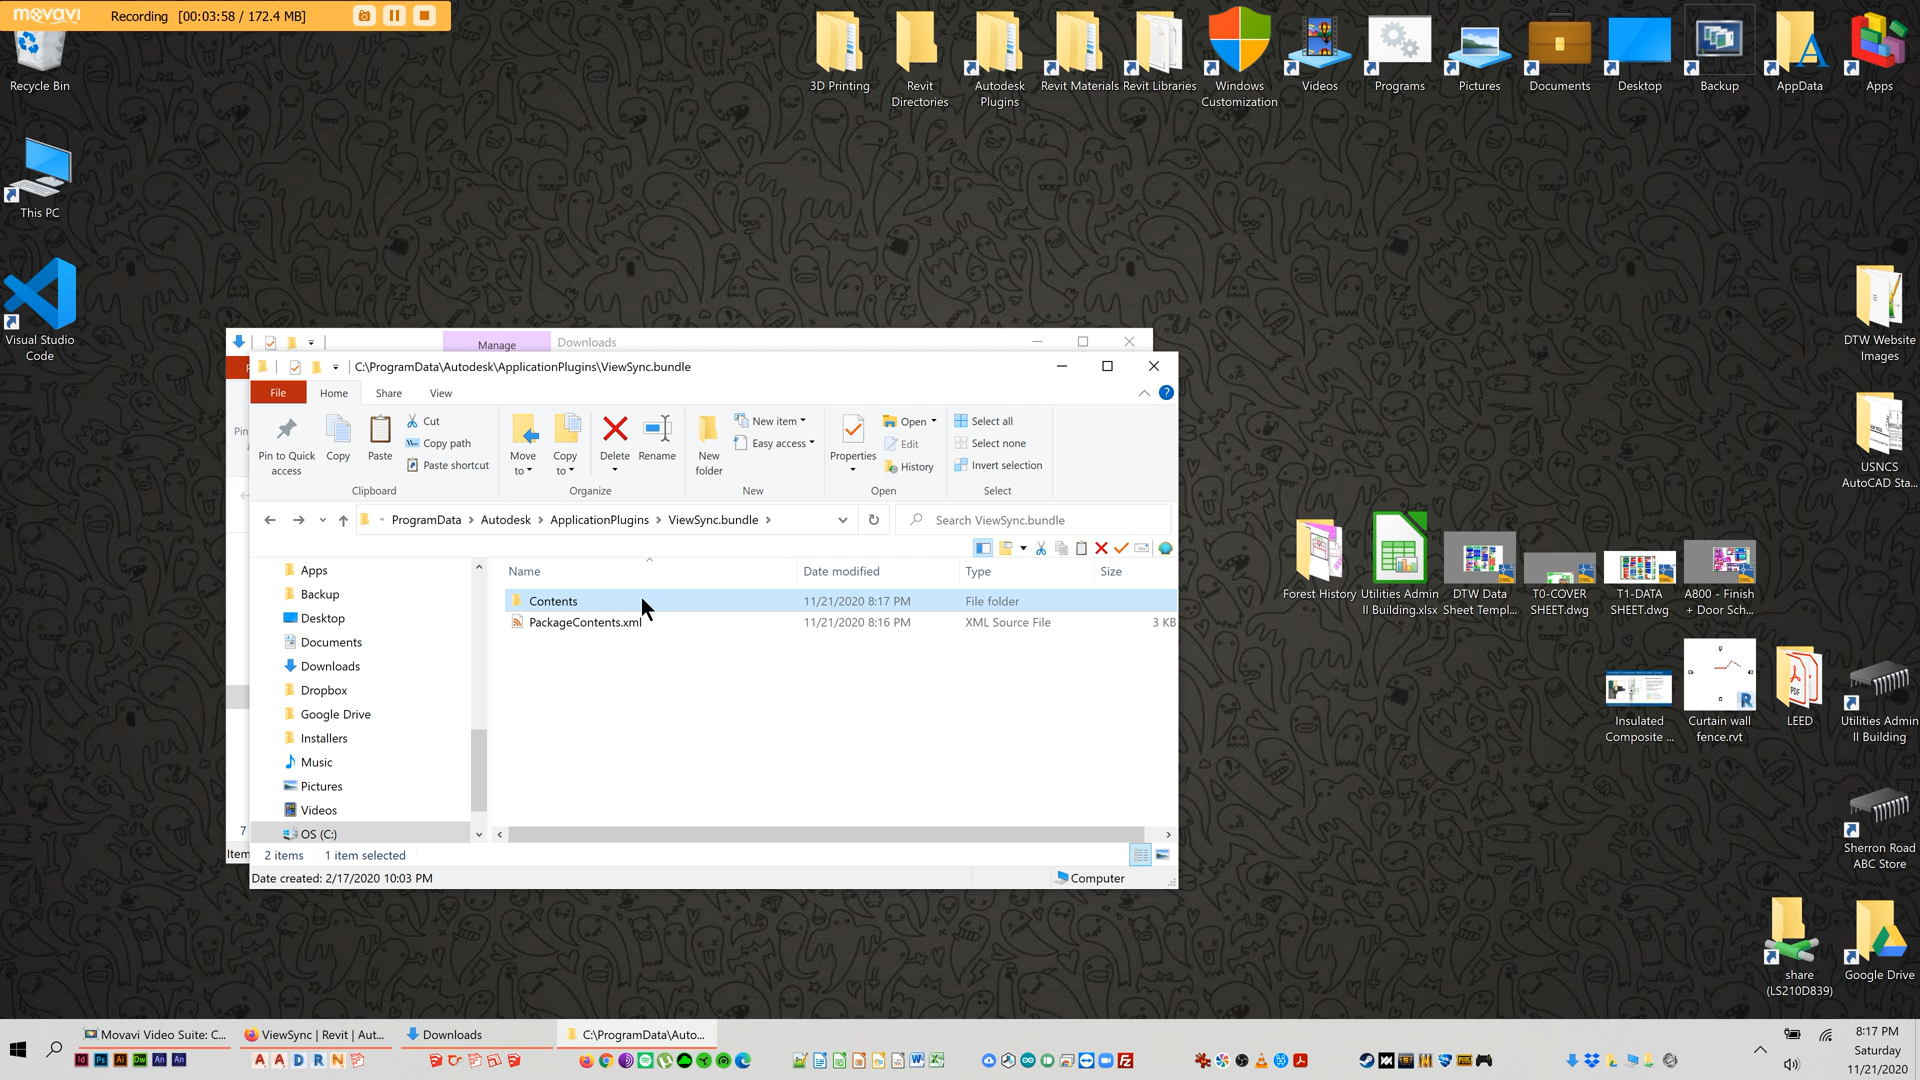 movavi Recording [00:03:58 / 172.4 MB]
Recycle Bin
This PC
Visual Studio
Code
3D Printing
Revit
Directories
Autodesk
Plugins
Revit Materials
Revit Libraries
Windows
Customization
Videos
Programs
Pictures
Documents
Desktop
Backup
AppData
Apps
Manage Downloads
C:\ProgramData\Autodesk\ApplicationPlugins\ViewSync.bundle
File Home Share View
Pin to Quick
access
Copy
Paste
Cut
Copy path
Paste shortcut
Clipboard
Move
to
Copy
to
Delete
Rename
Organize
New
folder
New item
Easy access
New
Properties
Open
Edit
History
Open
Select all
Select none
Invert selection
Select
« ProgramData > Autodesk > ApplicationPlugins > ViewSync.bundle >
Search ViewSync.bundle
Name Date modified Type Size
Contents 11/21/2020 8:17 PM File folder
PackageContents.xml 11/21/2020 8:16 PM XML Source File 3 KB
Apps
Backup
Desktop
Documents
Downloads
Dropbox
Google Drive
Installers
Music
Pictures
Videos
OS (C:)
2 items 1 item selected
Date created: 2/17/2020 10:03 PM
Computer
Pin
7
Item
DTW Website
Images
USNCS
AutoCAD Sta...
Forest History
Utilities Admin
II Building.xlsx
DTW Data
Sheet Templ...
T0-COVER
SHEET.dwg
T1-DATA
SHEET.dwg
A800 - Finish
+ Door Sch...
Insulated
Composite ...
Curtain wall
fence.rvt
LEED
Utilities Admin
II Building
Sherron Road
ABC Store
share
(LS210D839)
Google Drive
Movavi Video Suite: C...
ViewSync | Revit | Aut...
Downloads
C:\ProgramData\Auto...
8:17 PM
Saturday
11/21/2020